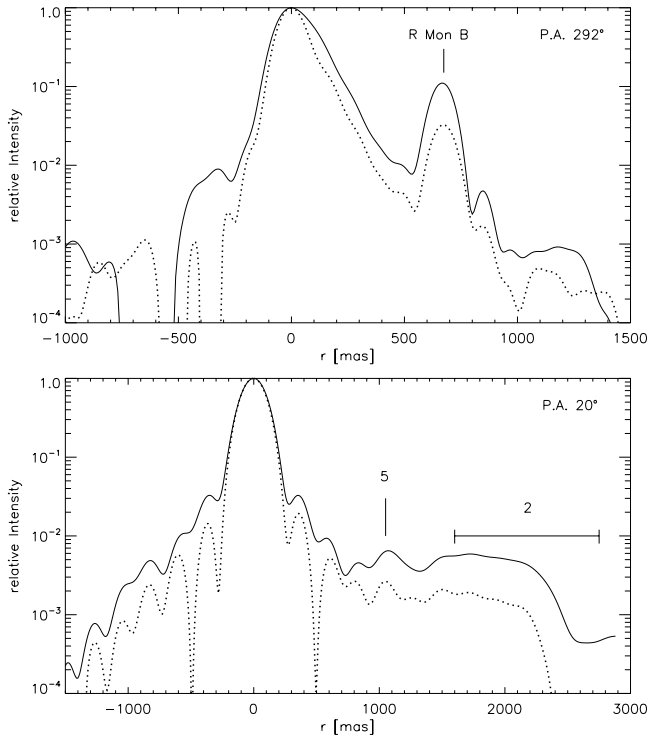 1.0
10⁻¹
10⁻²
10⁻³
10⁻⁴
relative Intensity
R Mon B
P.A. 292°
−1000 −500 0 500 1000 1500
r [mas]
1.0
10⁻¹
10⁻²
10⁻³
10⁻⁴
relative Intensity
P.A. 20°
5
2
−1000 0 1000 2000 3000
r [mas]